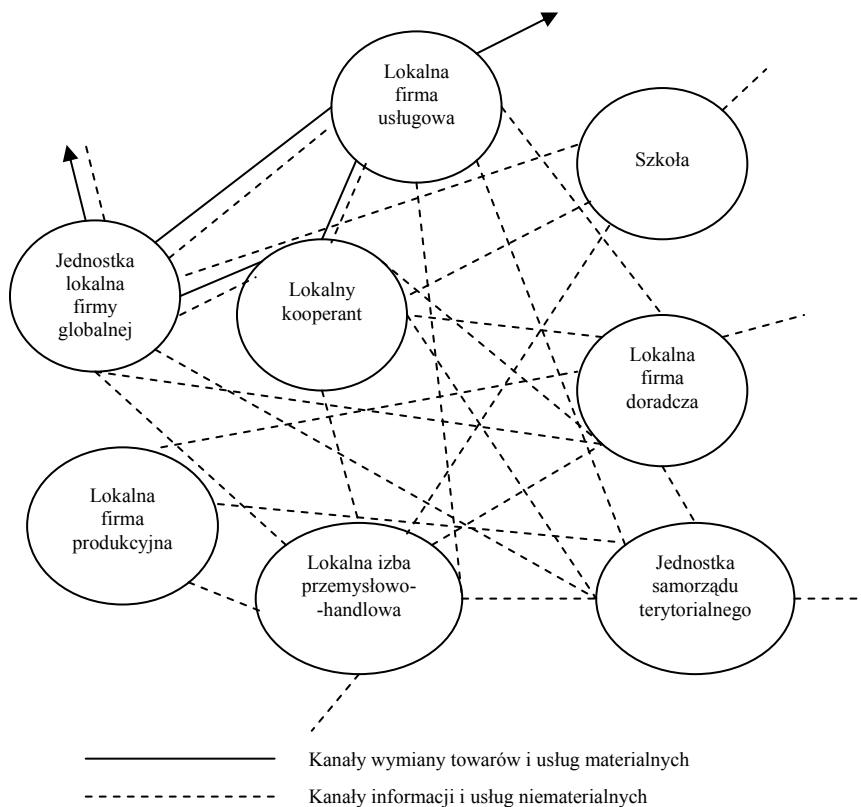 Lokalna
firma
usługowa
Szkoła
Jednostka
lokalna
firmy
globalnej
Lokalny
kooperant
Lokalna
firma
doradcza
Lokalna
firma
produkcyjna
Lokalna izba
przemysłowo-
-handlowa
Jednostka
samorządu
terytorialnego
Kanały wymiany towarów i usług materialnych
Kanały informacji i usług niematerialnych